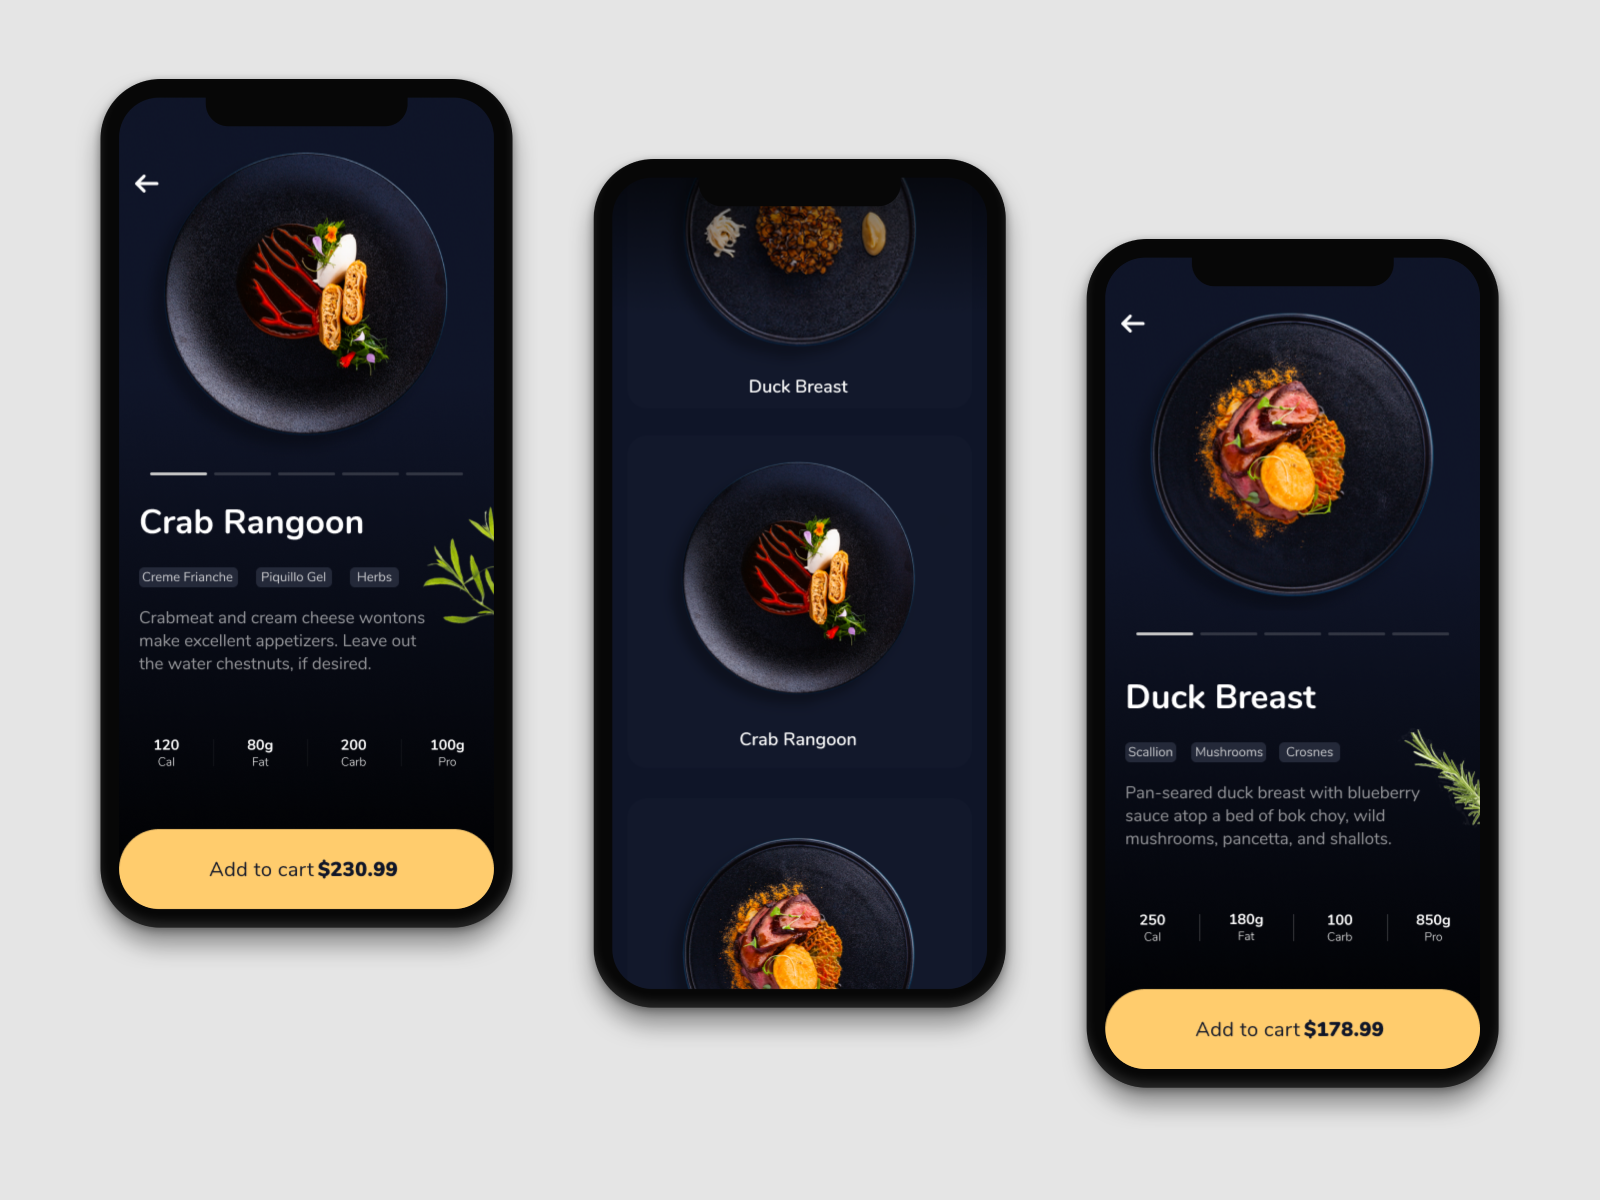 Crab Rangoon
Creme Frianche Piquillo Gel Herbs
Crabmeat and cream cheese wontons
make excellent appetizers. Leave out
the water chestnuts, if desired.
120 80g 200 100g
Cal Fat Carb Pro
Add to cart $230.99
Duck Breast
Crab Rangoon
Duck Breast
Scallion Mushrooms Crosnes
Pan-seared duck breast with blueberry
sauce atop a bed of bok choy, wild
mushrooms, pancetta, and shallots.
250 180g 100 850g
Cal Fat Carb Pro
Add to cart $178.99